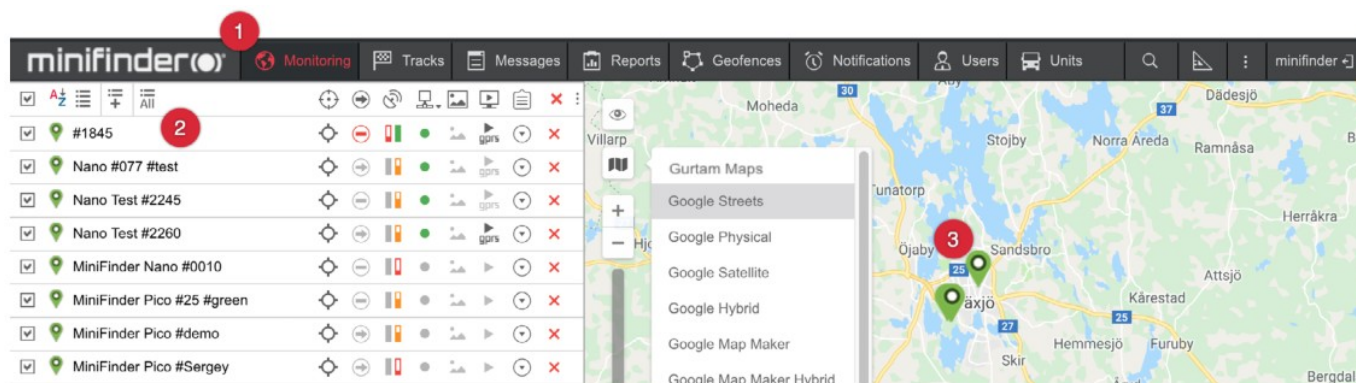 1
minifinder Monitoring Tracks Messages Reports Geofences Notifications Users Units minifinder
AZ All
2
#1845 gprs
Nano #077 #test gprs
Nano Test #2245 gprs
Nano Test #2260 gprs
MiniFinder Nano #0010
MiniFinder Pico #25 #green
MiniFinder Pico #demo
MiniFinder Pico #Sergey
Gurtam Maps
Google Streets
Google Physical
Google Satellite
Google Hybrid
Google Map Maker
Google Map Maker Hybrid
30
Moheda
37
Dädesjö
Villarp
Stojby
Norra Åreda
Ramnåsa
unatorp
Herråkra
Öjaby
3
Sandsbro
25
Attsjö
äxjö
Kårestad
25
27
Hemmesjö
Furuby
Skir
Bergdal